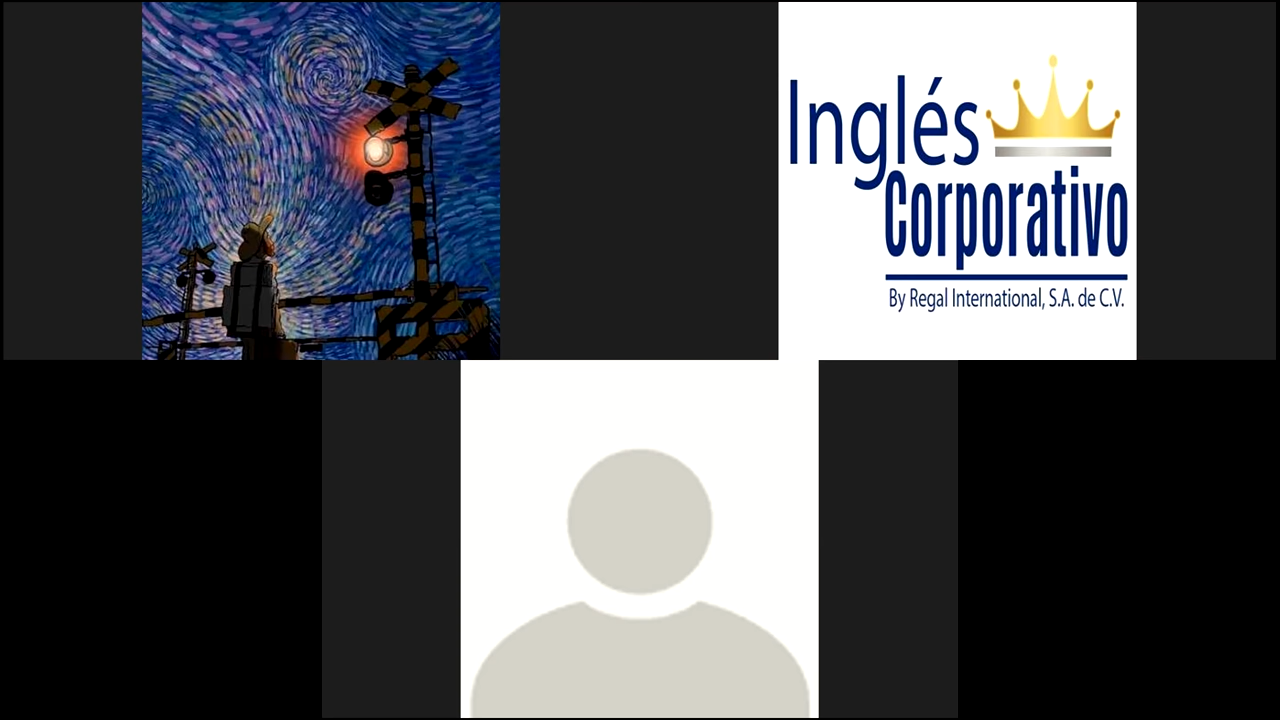 Inglés
Corporativo
By Regal International, S.A. de C.V.